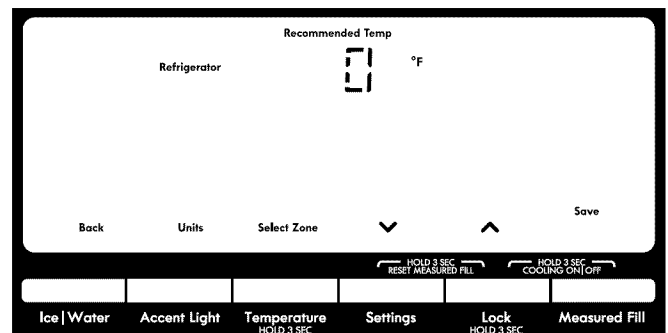 Recommended Temp
Refrigerator 0 °F
Save
Back Units Select Zone
HOLD 3 SEC HOLD 3 SEC
RESET MEASURED FILL COOLING ON|OFF
Ice|Water Accent Light Temperature Settings Lock Measured Fill
HOLD 3 SEC HOLD 3 SEC